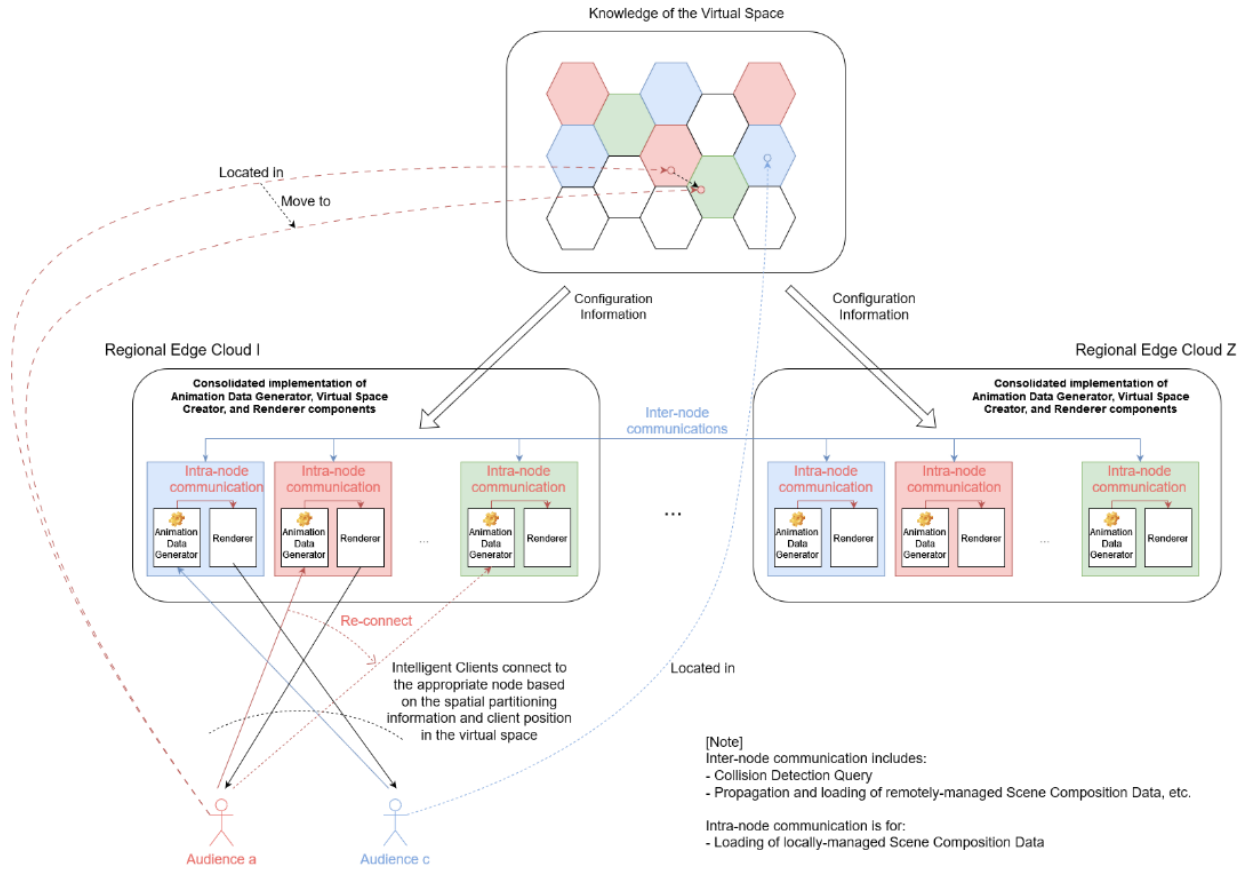 Knowledge of the Virtual Space
Located in
Move to
Configuration
Information
Configuration
Information
Regional Edge Cloud I
Regional Edge Cloud Z
Consolidated implementation of
Animation Data Generator, Virtual Space
Creator, and Renderer components
Consolidated implementation of
Animation Data Generator, Virtual Space
Creator, and Renderer components
Inter-node
communications
Intra-node
communication
Animation
Data
Generator
Renderer
Intra-node
communication
Animation
Data
Generator
Renderer
...
Intra-node
communication
Animation
Data
Generator
Renderer
...
Intra-node
communication
Animation
Data
Generator
Renderer
Intra-node
communication
Animation
Data
Generator
Renderer
...
Intra-node
communication
Animation
Data
Generator
Renderer
Re-connect
Intelligent Clients connect to
the appropriate node based
on the spatial partitioning
information and client position
in the virtual space
Located in
[Note]
Inter-node communication includes:
- Collision Detection Query
- Propagation and loading of remotely-managed Scene Composition Data, etc.
Intra-node communication is for:
- Loading of locally-managed Scene Composition Data
Audience a
Audience c